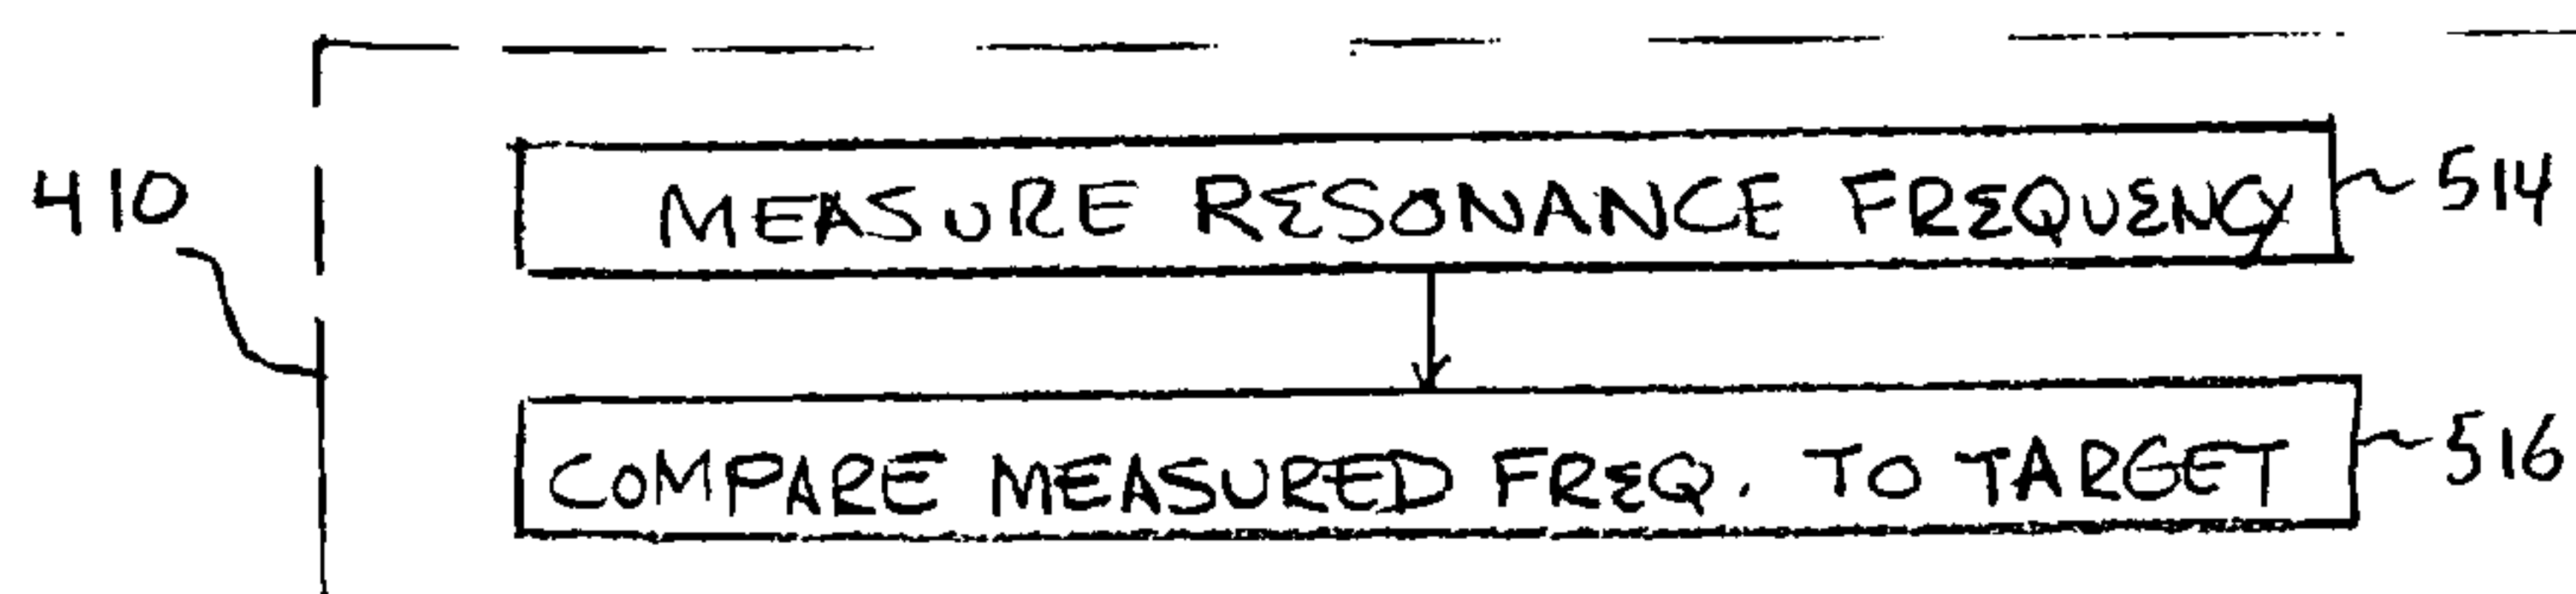 410
MEASURE RESONANCE FREQUENCY 514
COMPARE MEASURED FREQ. TO TARGET 516